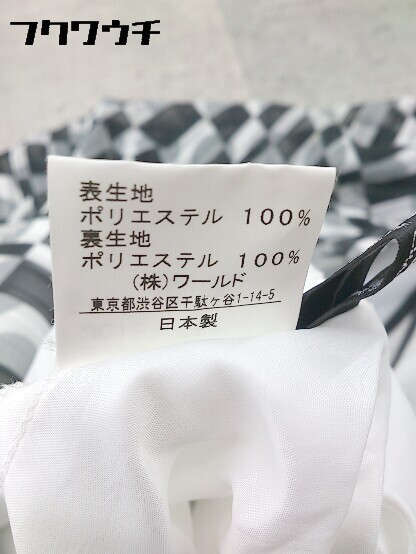 フクワウチ
表生地
ポリエステル 100%
裏生地
ポリエステル 100%
(株)ワールド
東京都渋谷区千駄ヶ谷1-14-5
日本製